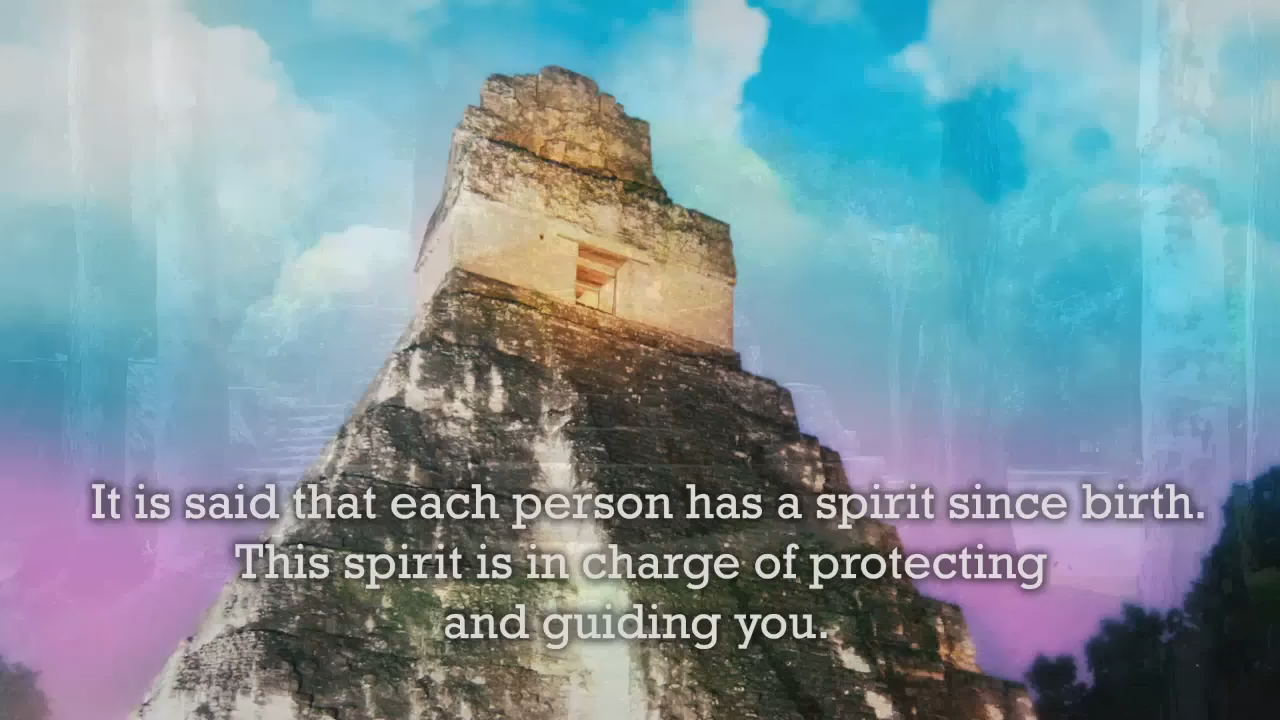 It is said that each person has a spirit since birth.
This spirit is in charge of protecting
and guiding you.